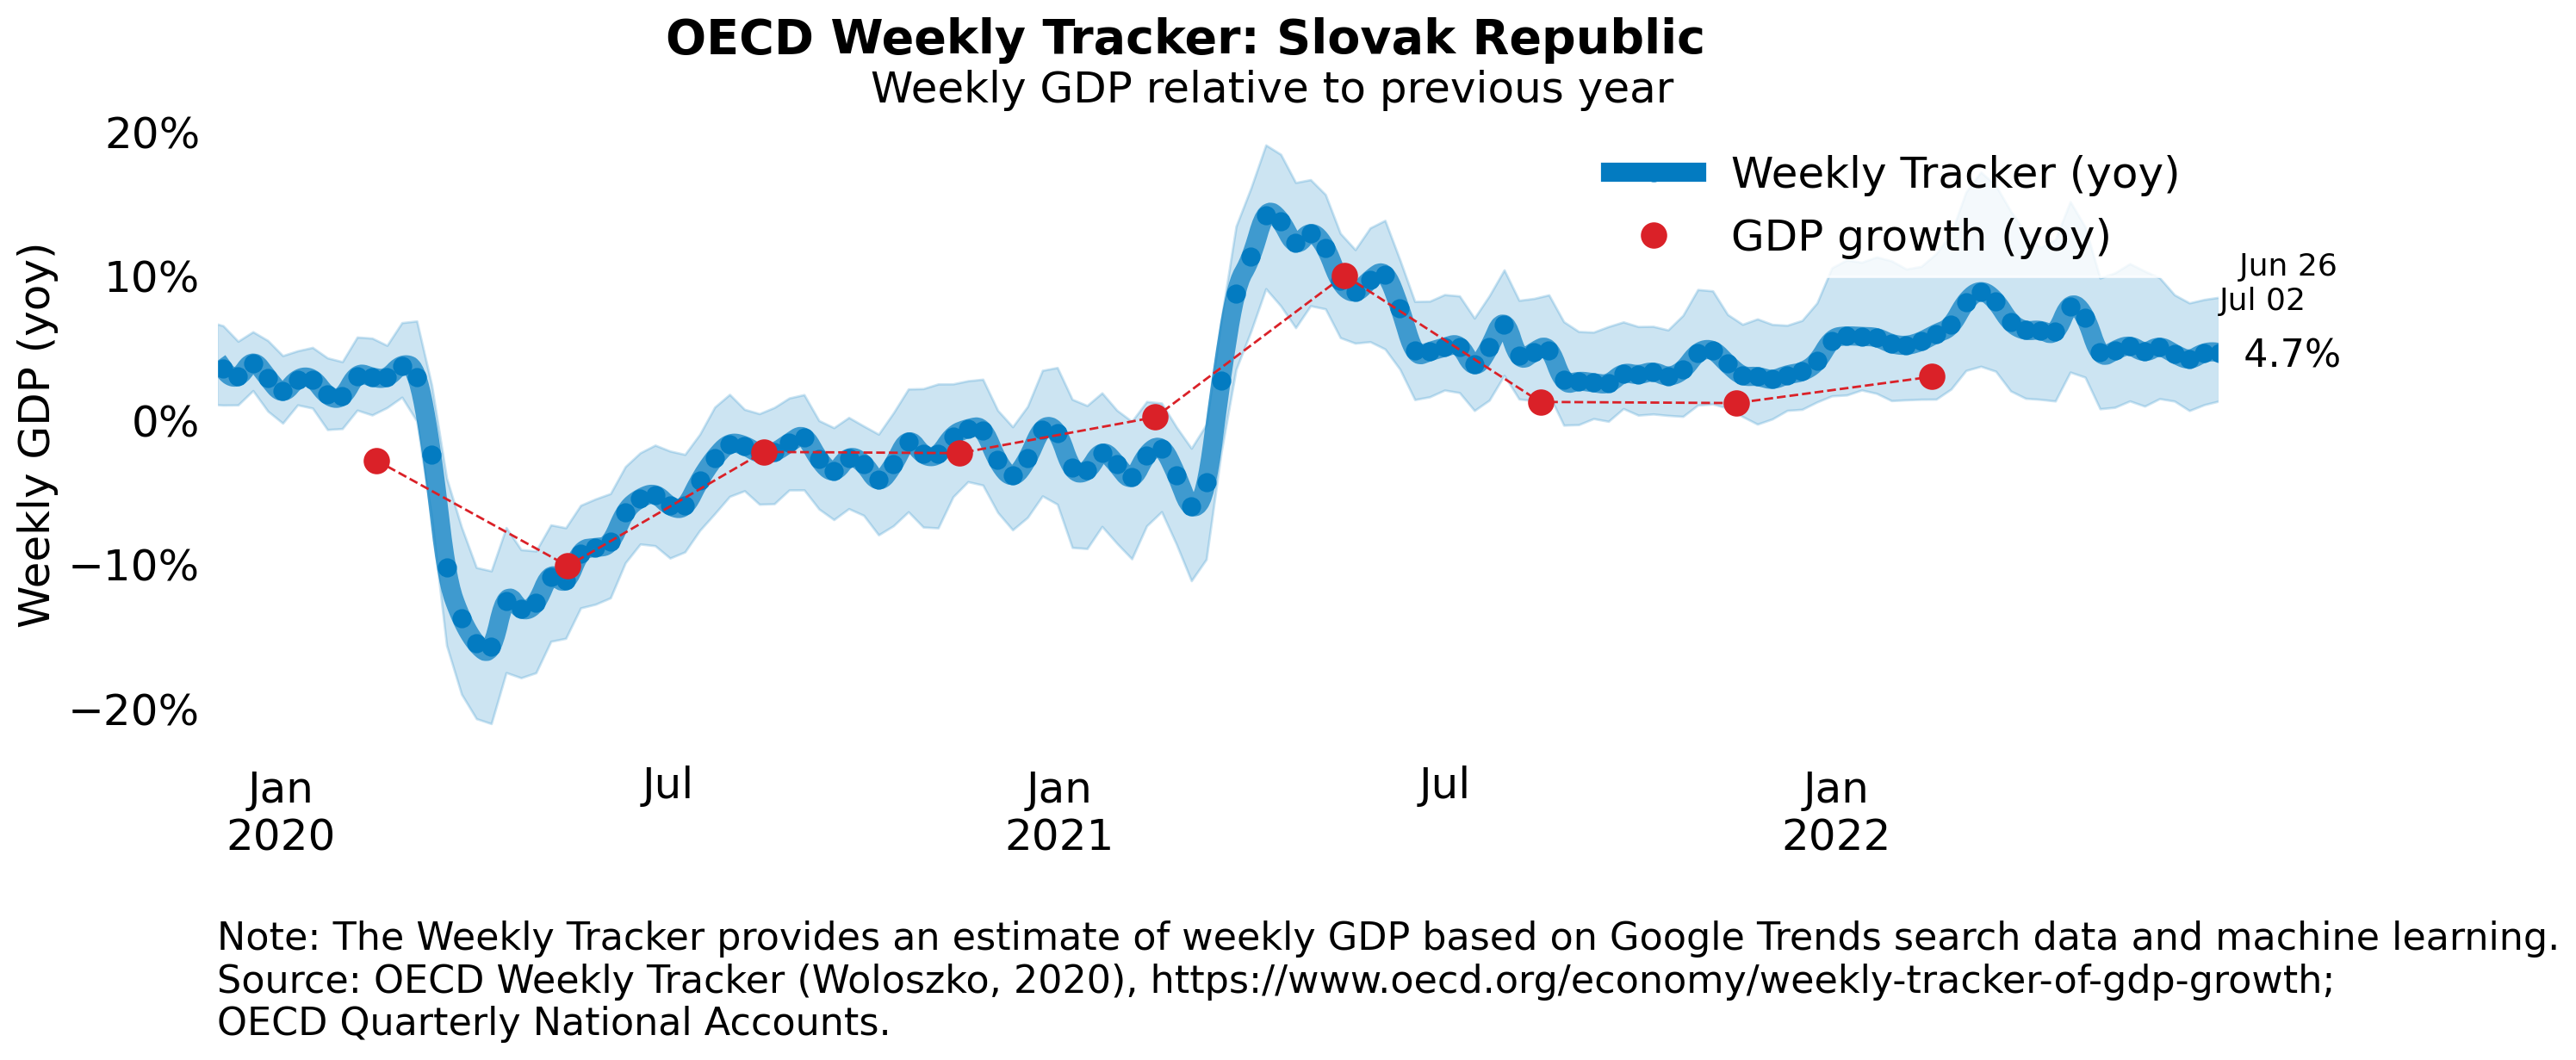 OECD Weekly Tracker: Slovak Republic
Weekly GDP relative to previous year
Weekly GDP (yoy)
20%
10%
0%
−10%
−20%
Weekly Tracker (yoy)
GDP growth (yoy)
Jun 26
Jul 02
4.7%
Jan
2020
Jul
Jan
2021
Jul
Jan
2022
Note: The Weekly Tracker provides an estimate of weekly GDP based on Google Trends search data and machine learning.
Source: OECD Weekly Tracker (Woloszko, 2020), https://www.oecd.org/economy/weekly-tracker-of-gdp-growth;
OECD Quarterly National Accounts.